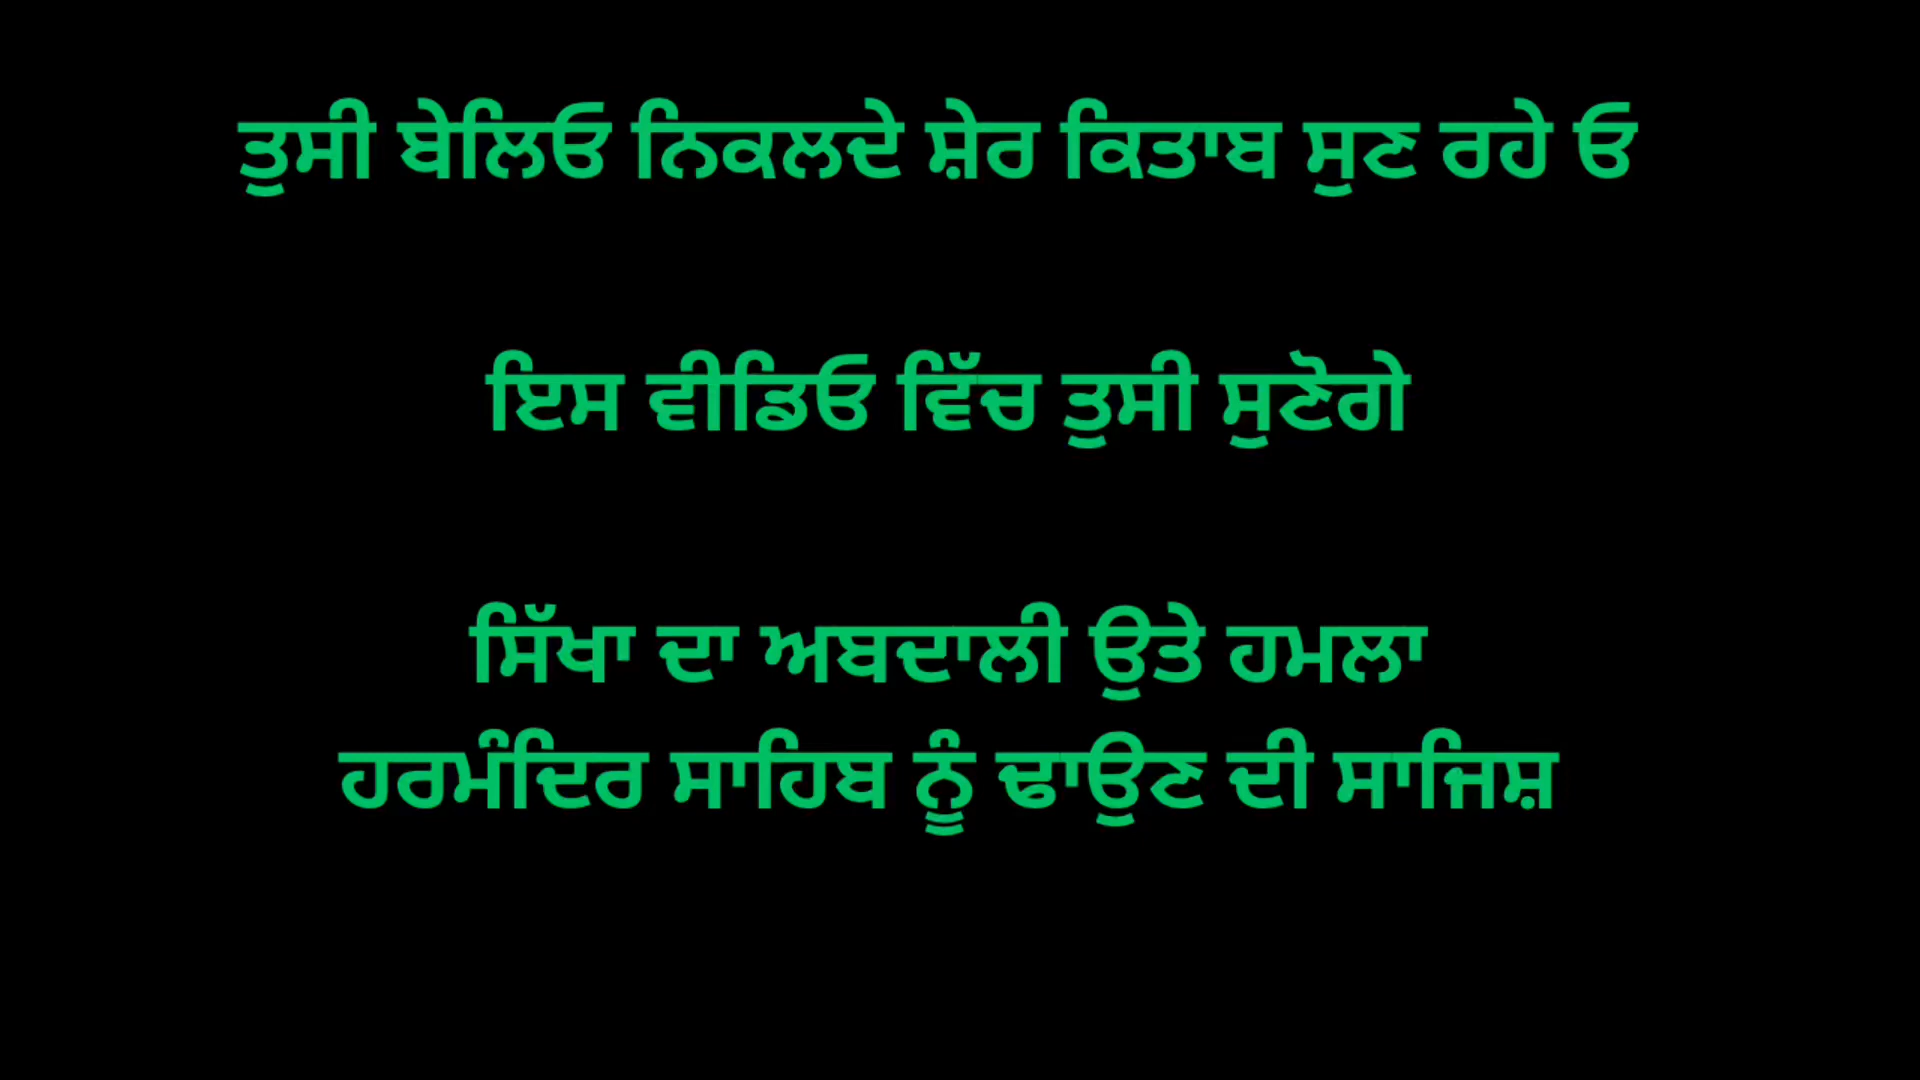 ਤੁਸੀ ਬੇਲਿਓ ਨਿਕਲਦੇ ਸ਼ੇਰ ਕਿਤਾਬ ਸੁਣ ਰਹੇ ਓ
ਇਸ ਵੀਡਿਓ ਵਿੱਚ ਤੁਸੀ ਸੁਣੋਗੇ
ਸਿੱਖਾ ਦਾ ਅਬਦਾਲੀ ਉਤੇ ਹਮਲਾ
ਹਰਮੰਦਿਰ ਸਾਹਿਬ ਨੂੰ ਢਾਉਣ ਦੀ ਸਾਜਿਸ਼